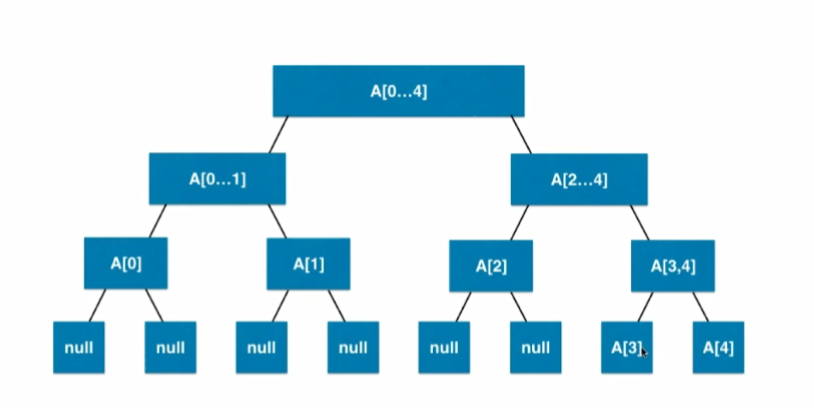 A[0...4]
A[0...1]
A[2...4]
A[0]
A[1]
A[2]
A[3,4]
null
null
null
null
null
null
A[3]
A[4]